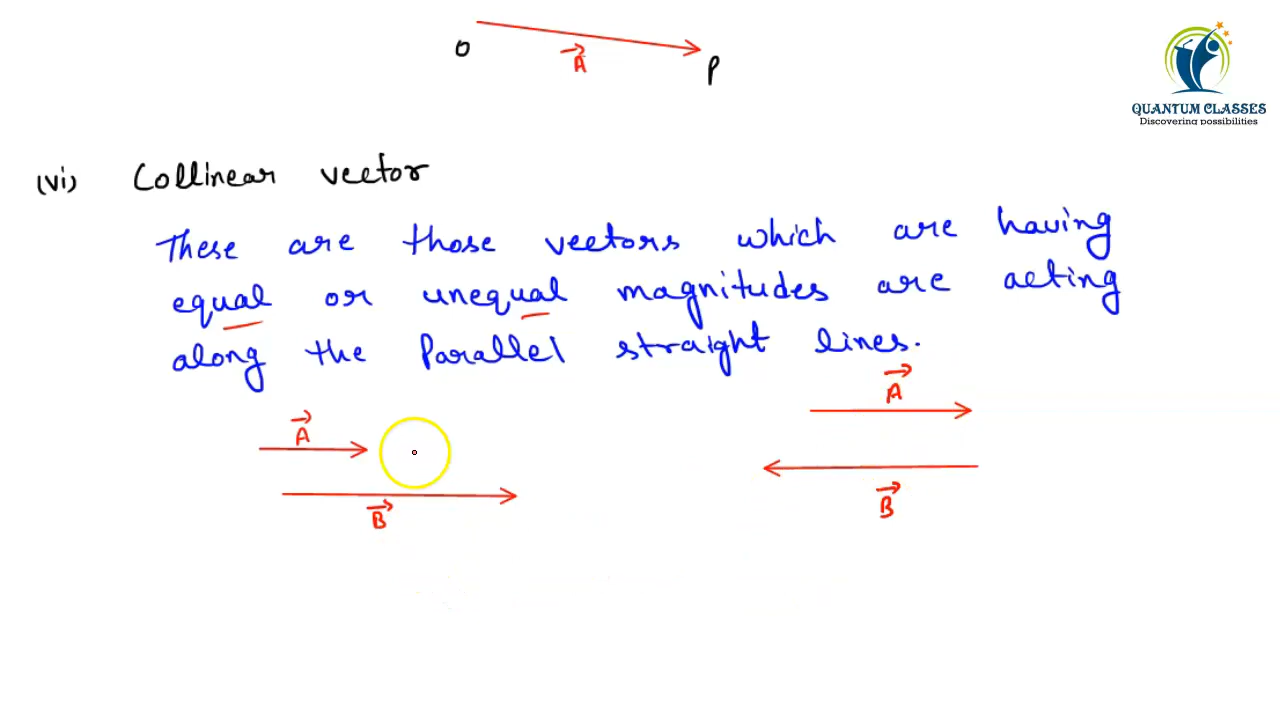 O
A
P
QUANTUM CLASSES
Discovering possibilities
(vi) Collinear vector
These are those vectors which are having
equal or unequal magnitudes are acting
along the Parallel straight lines.
A
A
B
B